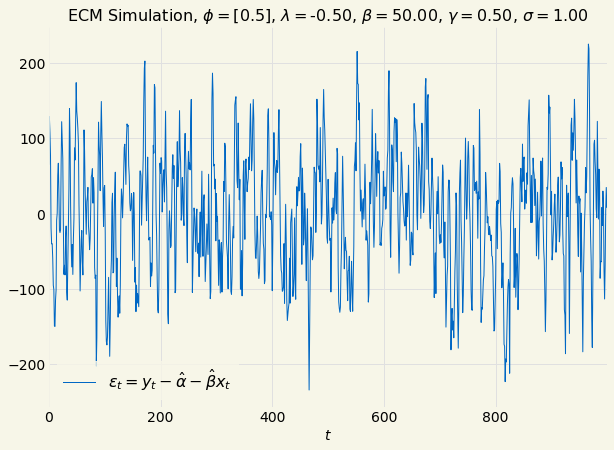 ECM Simulation, ϕ = [0.5], λ = -0.50, β = 50.00, γ = 0.50, σ = 1.00
200
100
0
−100
−200
εₜ = yₜ − α̂ − β̂xₜ
0 200 400 600 800
t